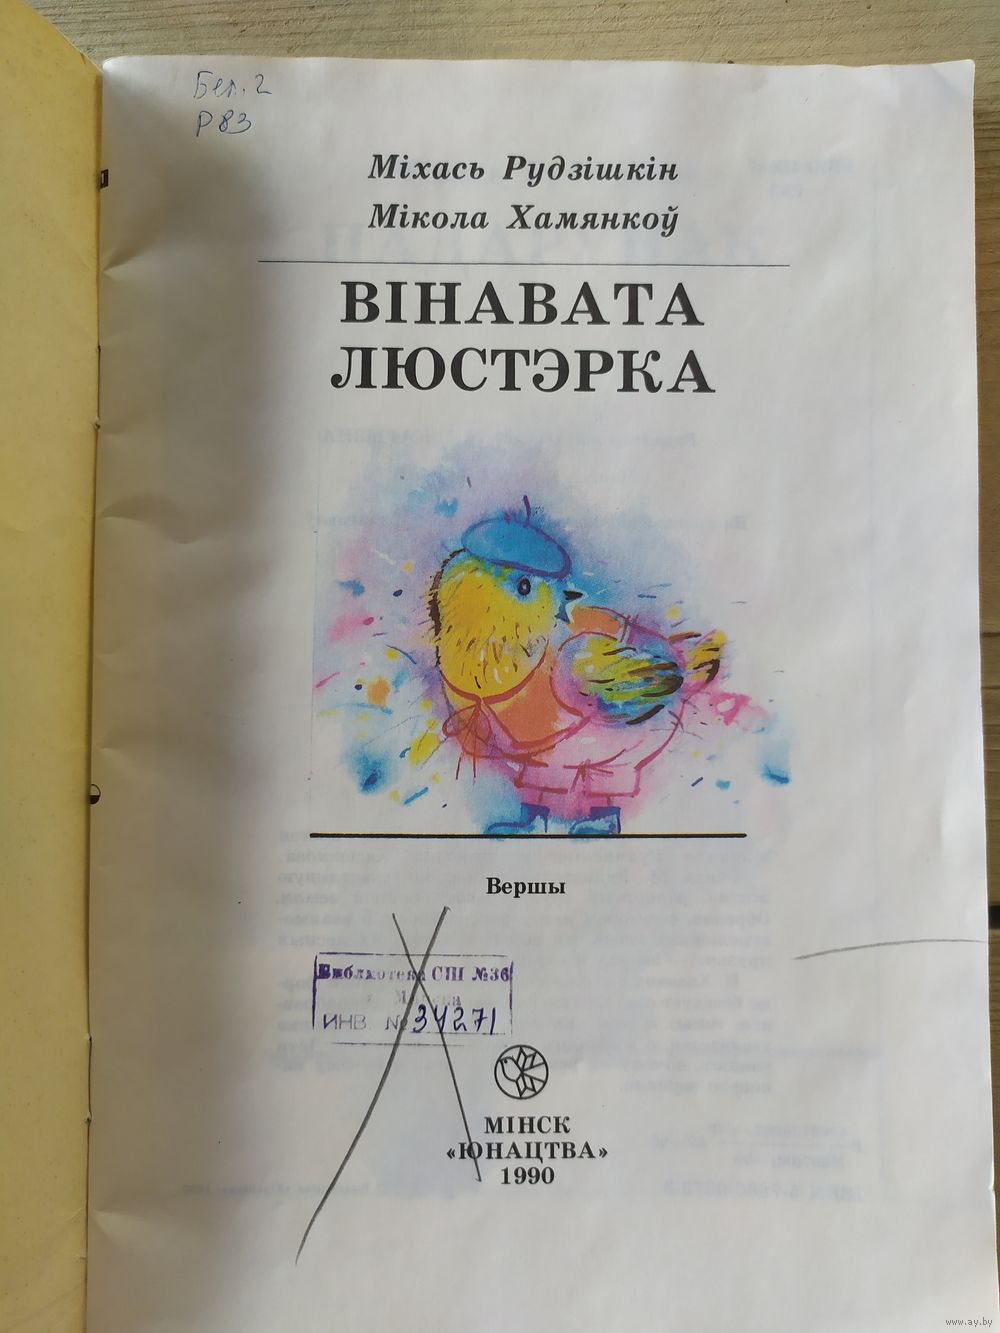 Бел. 2
Р83
Міхась Рудзішкін
Мікола Хамянкоў
ВІНАВАТА
ЛЮСТЭРКА
Вершы
Библиотека СШ №36
ИНВ. № 34271
МІНСК
«ЮНАЦТВА»
1990
www.ay.by